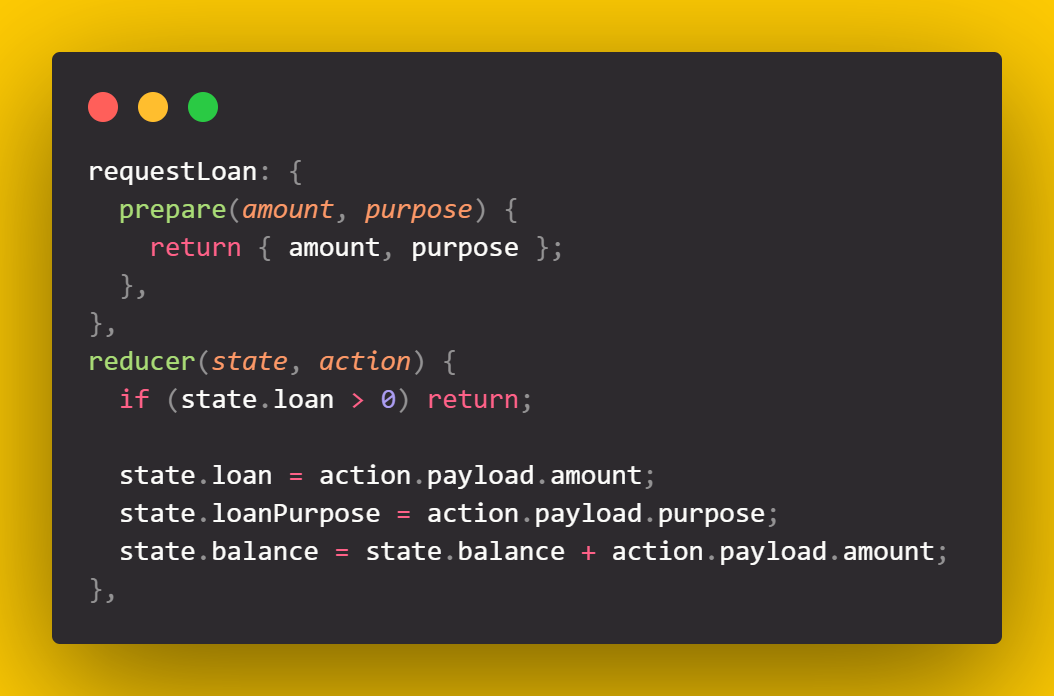 requestLoan: {
  prepare(amount, purpose) {
    return { amount, purpose };
  },
},
reducer(state, action) {
  if (state.loan > 0) return;

  state.loan = action.payload.amount;
  state.loanPurpose = action.payload.purpose;
  state.balance = state.balance + action.payload.amount;
},